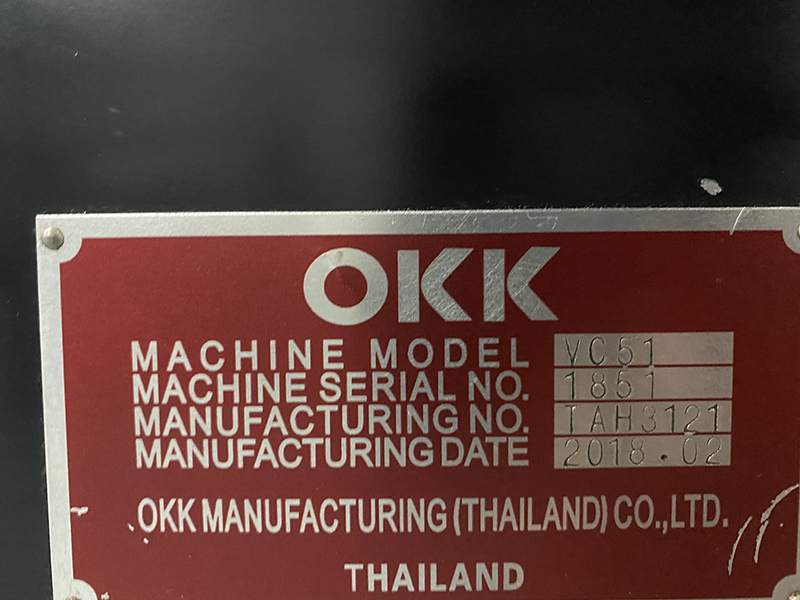 OKK
MACHINE MODEL VC51
MACHINE SERIAL NO. 1851
MANUFACTURING NO. TAH3121
MANUFACTURING DATE 2018.02
OKK MANUFACTURING (THAILAND) CO.,LTD.
THAILAND